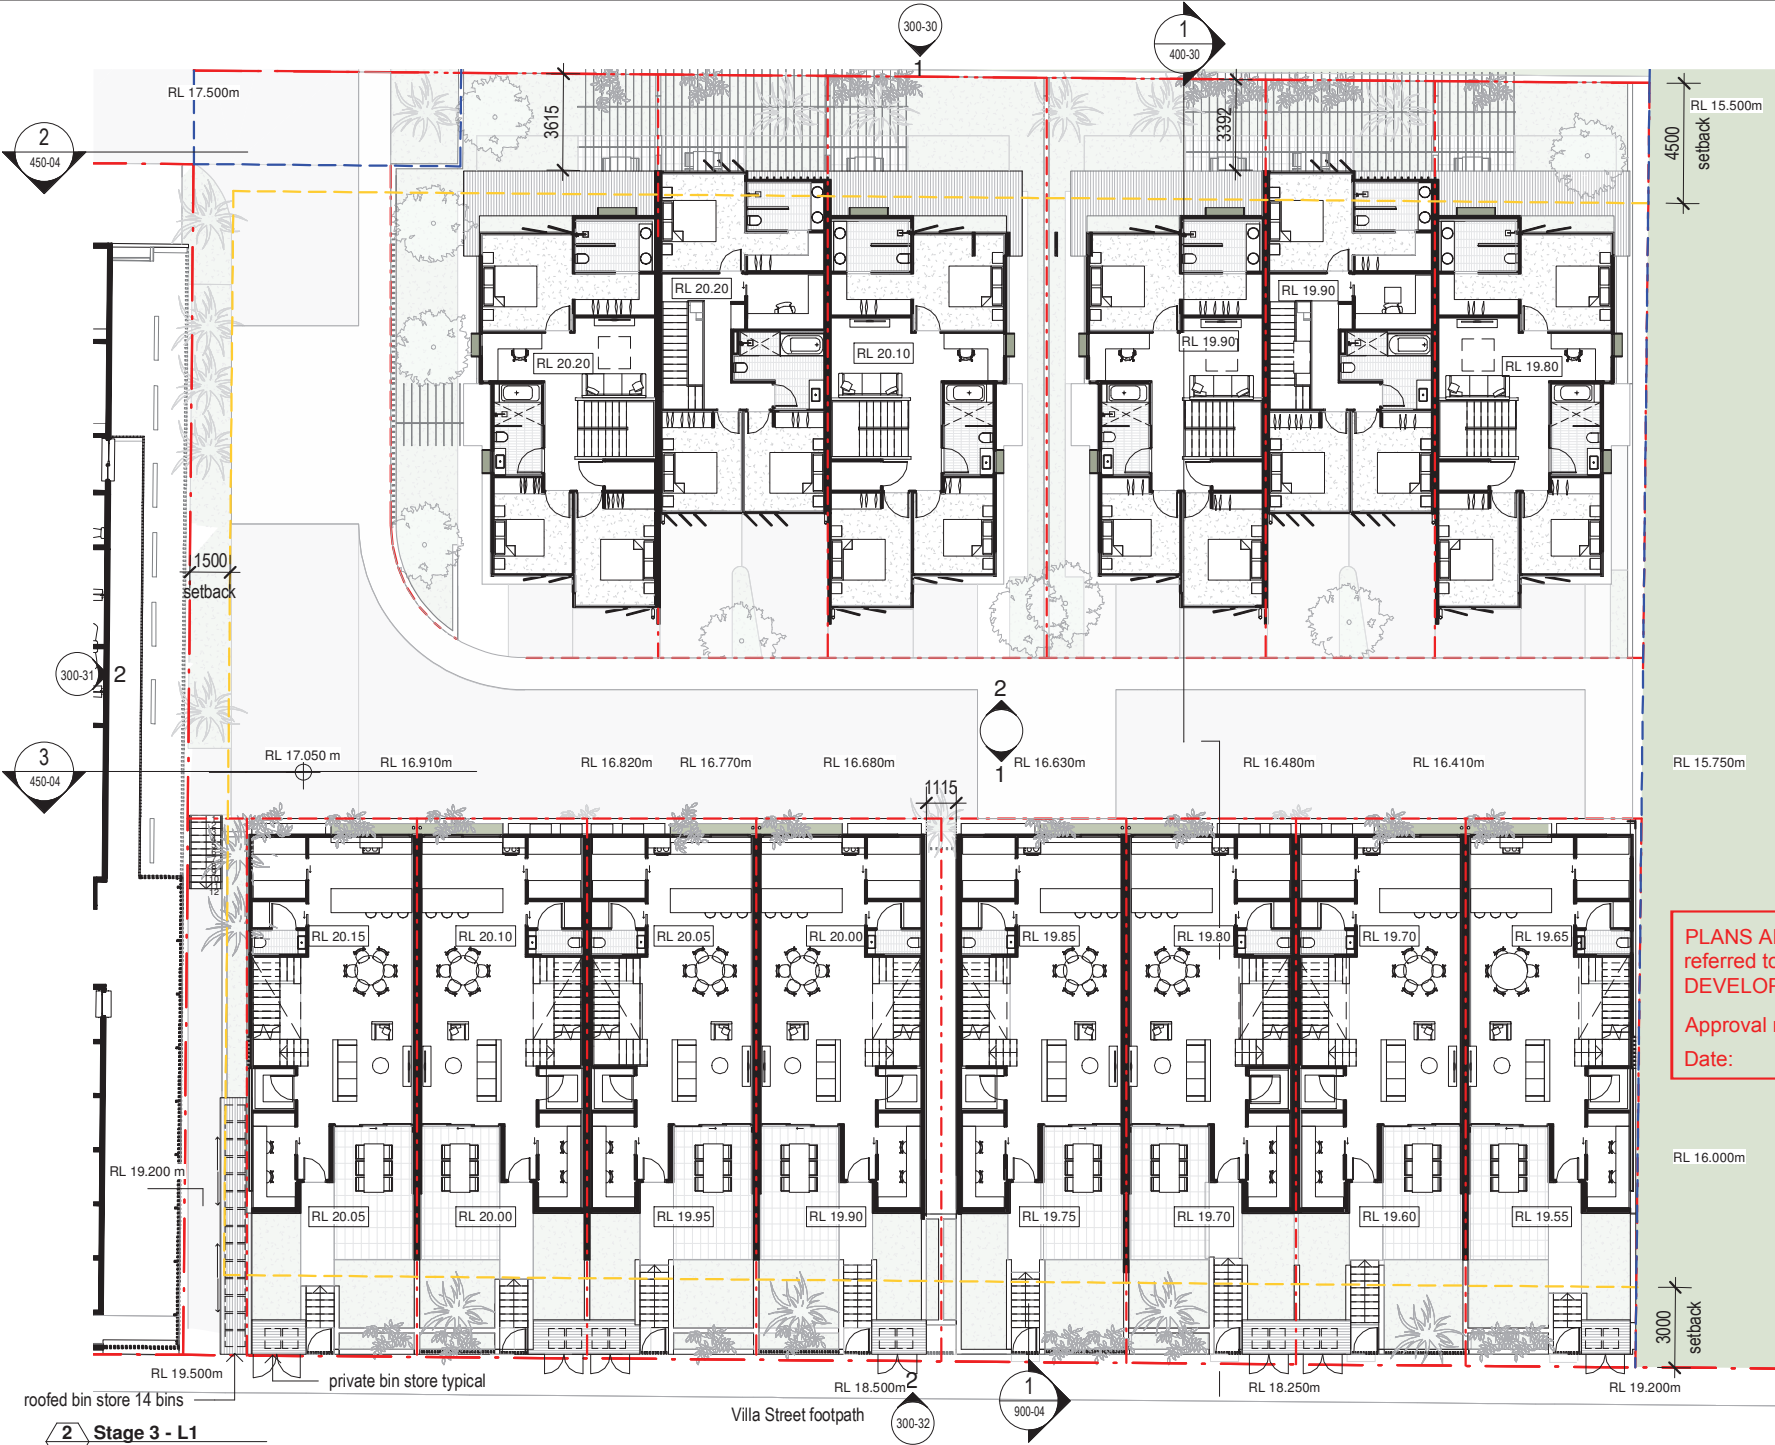 300-30
1
1
400-30
RL 17.500m
2
450-04
3615
3392
RL 15.500m
4500
setback
RL 20.20
RL 19.90
RL 20.20
RL 20.10
RL 19.90
RL 19.80
1500
setback
300-31
2
2
1
3
450-04
RL 17.050 m
RL 16.910m
RL 16.820m
RL 16.770m
RL 16.680m
RL 16.630m
RL 16.480m
RL 16.410m
RL 15.750m
1115
RL 20.15
RL 20.10
RL 20.05
RL 20.00
RL 19.85
RL 19.80
RL 19.70
RL 19.65
PLANS
referred to
DEVELOP
Approval
Date:
RL 19.200 m
RL 16.000m
RL 20.05
RL 20.00
RL 19.95
RL 19.90
RL 19.75
RL 19.70
RL 19.60
RL 19.55
3000
setback
RL 19.500m
private bin store typical
roofed bin store 14 bins
RL 18.500m
2
300-32
1
900-04
RL 18.250m
RL 19.200m
Villa Street footpath
2 Stage 3 - L1